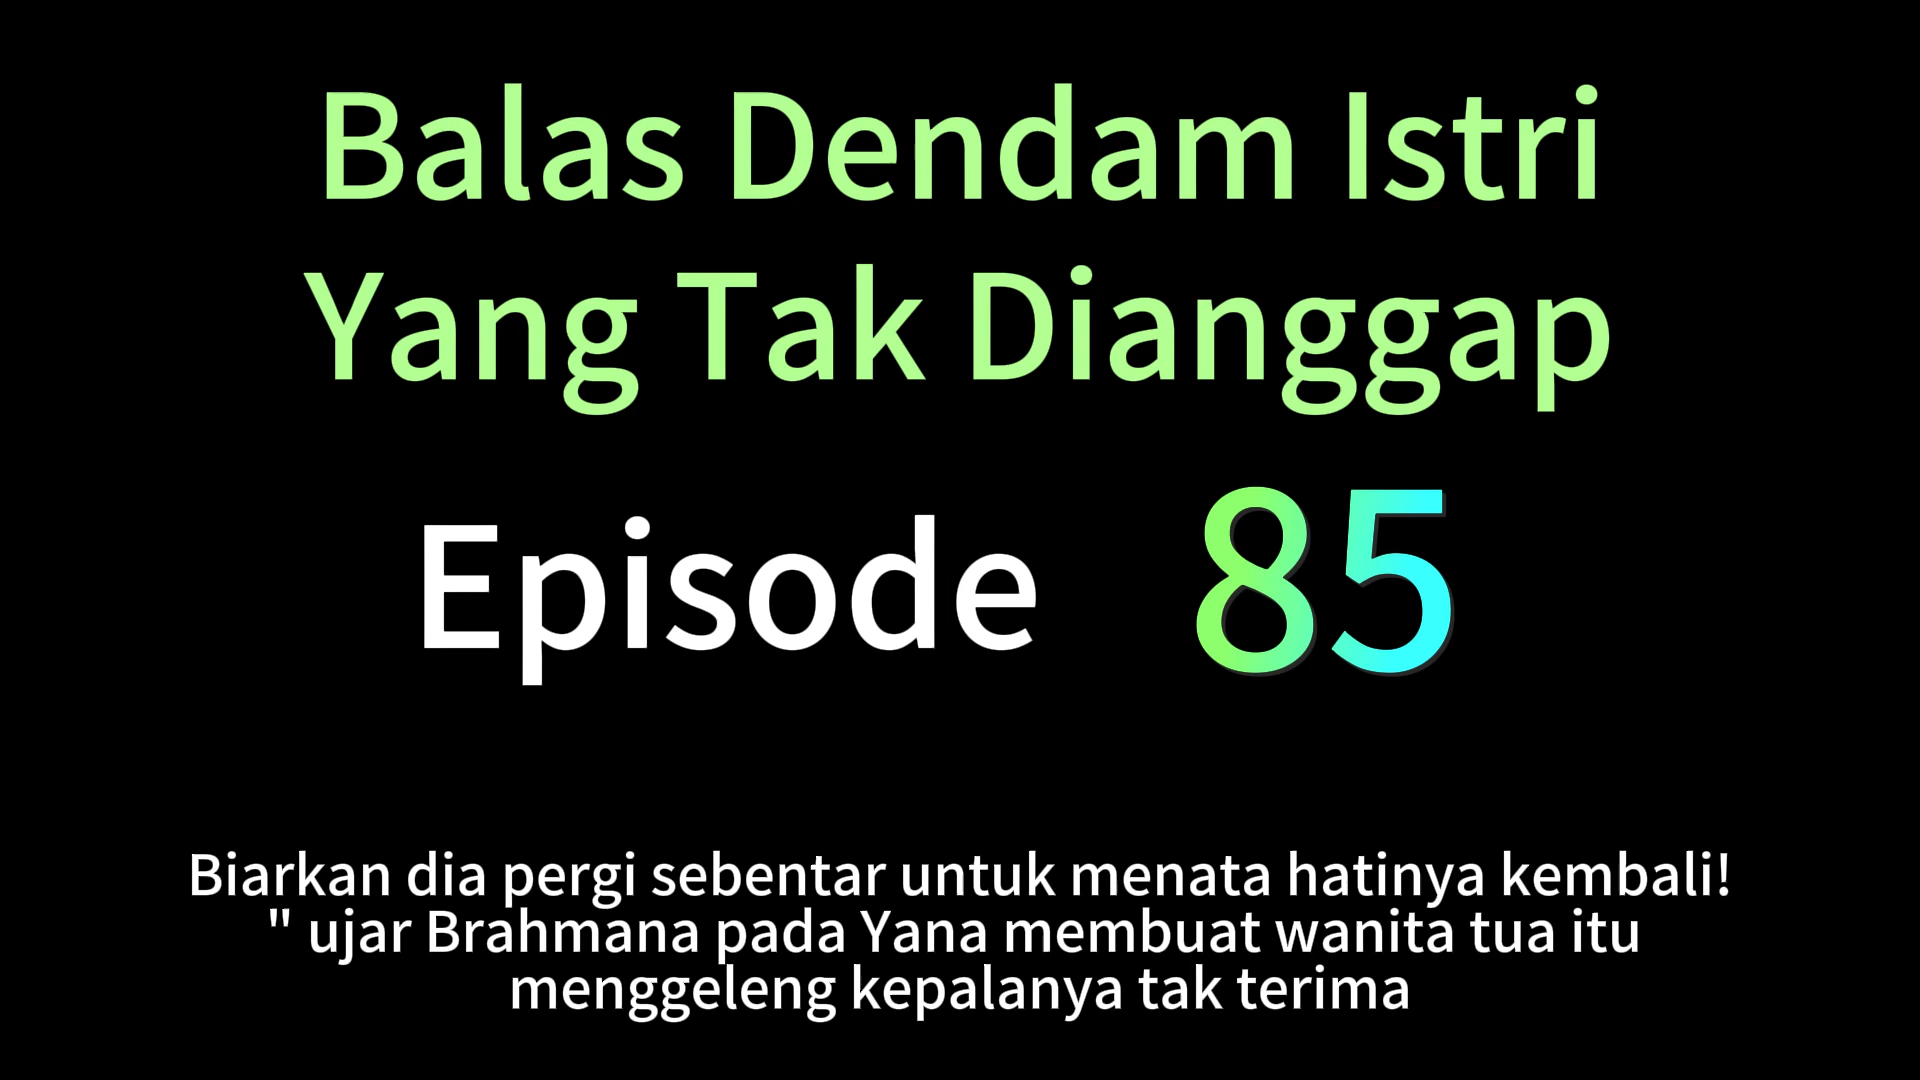 Balas Dendam Istri
Yang Tak Dianggap
Episode 85
Biarkan dia pergi sebentar untuk menata hatinya kembali!
" ujar Brahmana pada Yana membuat wanita tua itu
menggeleng kepalanya tak terima